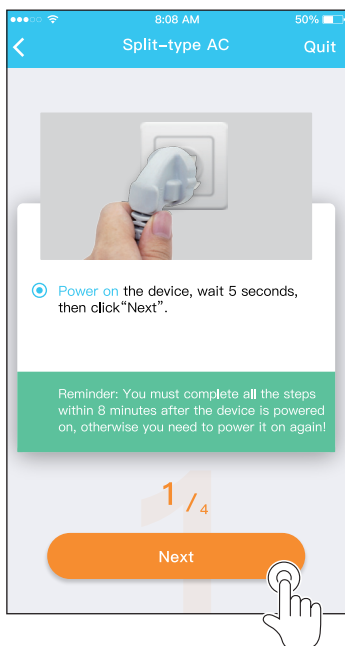 8:08 AM
50%
Split-type AC
Quit
Power on the device, wait 5 seconds,
then click“Next”.
Reminder: You must complete all the steps
within 8 minutes after the device is powered
on, otherwise you need to power it on again!
1/4
Next